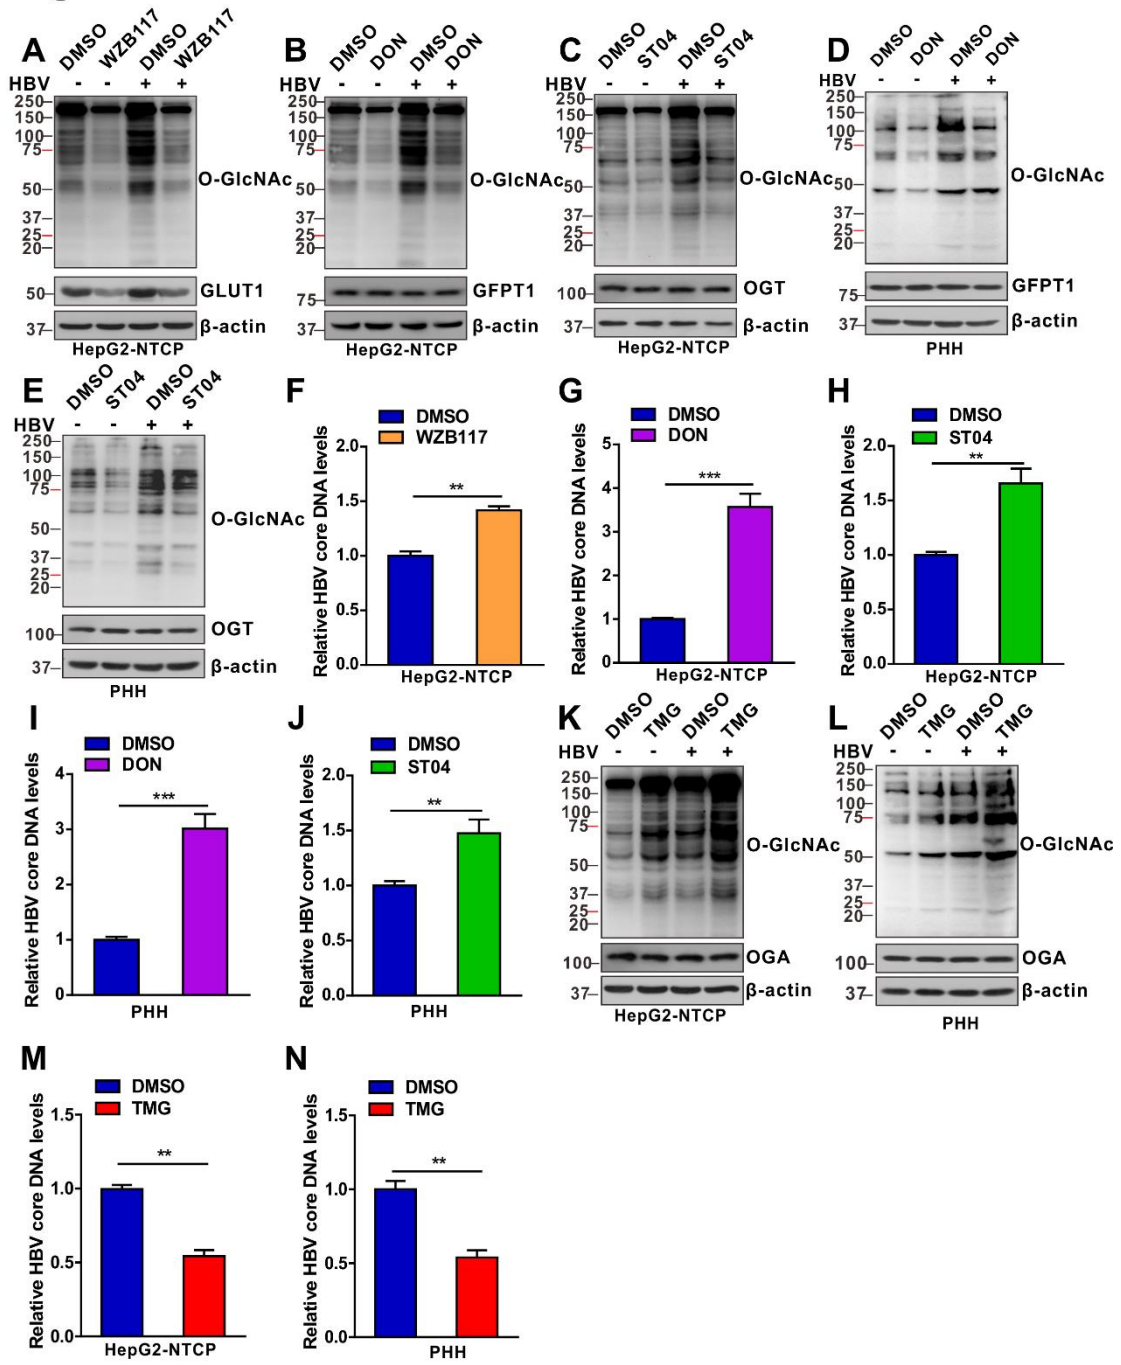 A B C D
DMSO WZB117 DMSO WZB117
HBV - - + +
250
150
100
75
50
37
25
20
O-GlcNAc
50 GLUT1
37 β-actin
HepG2-NTCP
DMSO DON DMSO DON
HBV - - + +
250
150
100
75
50
37
25
20
O-GlcNAc
75 GFPT1
37 β-actin
HepG2-NTCP
DMSO ST04 DMSO ST04
HBV - - + +
250
150
100
75
50
37
25
20
O-GlcNAc
100 OGT
37 β-actin
HepG2-NTCP
DMSO DON DMSO DON
HBV - - + +
250
150
100
75
50
37
25
20
O-GlcNAc
75 GFPT1
37 β-actin
PHH
E F G H
DMSO ST04 DMSO ST04
HBV - - + +
250
150
100
75
50
37
25
20
O-GlcNAc
100 OGT
37 β-actin
PHH
DMSO
WZB117
Relative HBV core DNA levels
2.0
1.5
1.0
0.5
0.0
**
HepG2-NTCP
DMSO
DON
Relative HBV core DNA levels
5
4
3
2
1
0
***
HepG2-NTCP
DMSO
ST04
Relative HBV core DNA levels
2.0
1.5
1.0
0.5
0.0
**
HepG2-NTCP
I J K L
DMSO
DON
Relative HBV core DNA levels
4
3
2
1
0
***
PHH
DMSO
ST04
Relative HBV core DNA levels
2.0
1.5
1.0
0.5
0.0
**
PHH
DMSO TMG DMSO TMG
HBV - - + +
250
150
100
75
50
37
25
20
O-GlcNAc
100 OGA
37 β-actin
HepG2-NTCP
DMSO TMG DMSO TMG
HBV - - + +
250
150
100
75
50
37
25
20
O-GlcNAc
100 OGA
37 β-actin
PHH
M N
DMSO
TMG
Relative HBV core DNA levels
1.5
1.0
0.5
0.0
**
HepG2-NTCP
DMSO
TMG
Relative HBV core DNA levels
1.5
1.0
0.5
0.0
**
PHH